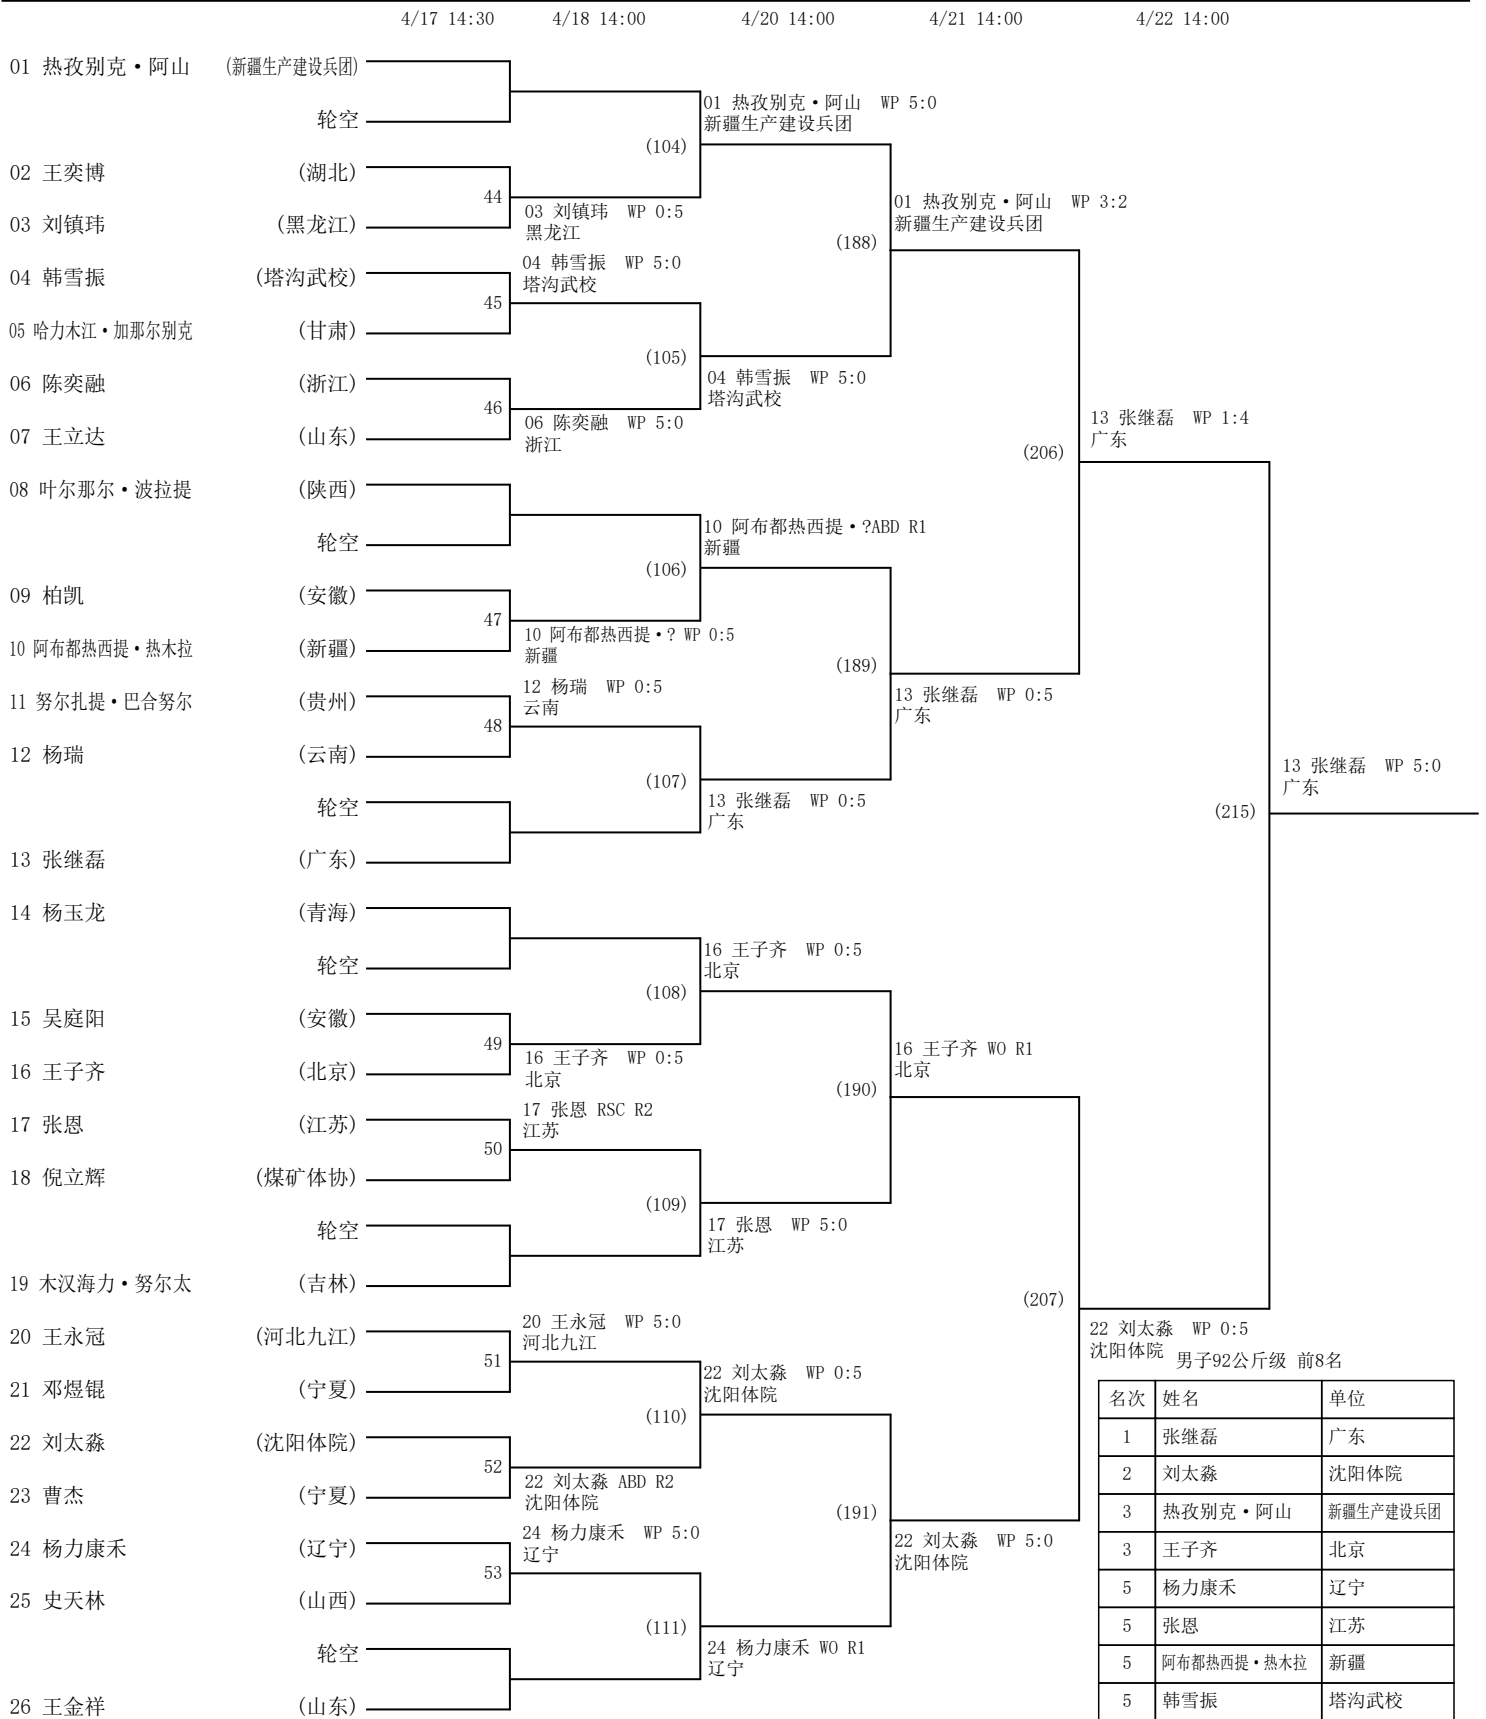 4/17 14:30 4/18 14:00 4/20 14:00 4/21 14:00 4/22 14:00
01 热孜别克·阿山 (新疆生产建设兵团)
轮空
01 热孜别克·阿山 WP 5:0
新疆生产建设兵团
(104)
02 王奕博 (湖北)
44
03 刘镇玮 WP 0:5
黑龙江
03 刘镇玮 (黑龙江)
01 热孜别克·阿山 WP 3:2
新疆生产建设兵团
(188)
04 韩雪振 WP 5:0
塔沟武校
04 韩雪振 (塔沟武校)
45
05 哈力木江·加那尔别克 (甘肃)
(105)
04 韩雪振 WP 5:0
塔沟武校
06 陈奕融 (浙江)
46
06 陈奕融 WP 5:0
浙江
07 王立达 (山东)
13 张继磊 WP 1:4
广东
(206)
08 叶尔那尔·波拉提 (陕西)
轮空
10 阿布都热西提·?ABD R1
新疆
(106)
09 柏凯 (安徽)
47
10 阿布都热西提·? WP 0:5
新疆
10 阿布都热西提·热木拉 (新疆)
(189)
13 张继磊 WP 0:5
广东
12 杨瑞 WP 0:5
云南
11 努尔扎提·巴合努尔 (贵州)
48
12 杨瑞 (云南)
(107)
13 张继磊 WP 0:5
广东
轮空
13 张继磊 (广东)
13 张继磊 WP 5:0
广东
(215)
14 杨玉龙 (青海)
轮空
16 王子齐 WP 0:5
北京
(108)
15 吴庭阳 (安徽)
49
16 王子齐 WP 0:5
北京
16 王子齐 (北京)
16 王子齐 WO R1
北京
(190)
17 张恩 RSC R2
江苏
17 张恩 (江苏)
50
18 倪立辉 (煤矿体协)
(109)
17 张恩 WP 5:0
江苏
轮空
19 木汉海力·努尔太 (吉林)
(207)
22 刘太淼 WP 0:5
沈阳体院
20 王永冠 WP 5:0
河北九江
20 王永冠 (河北九江)
51
21 邓煜锟 (宁夏)
22 刘太淼 WP 0:5
沈阳体院
(110)
22 刘太淼 (沈阳体院)
52
22 刘太淼 ABD R2
沈阳体院
23 曹杰 (宁夏)
(191)
22 刘太淼 WP 5:0
沈阳体院
24 杨力康禾 WP 5:0
辽宁
24 杨力康禾 (辽宁)
53
25 史天林 (山西)
(111)
24 杨力康禾 WO R1
辽宁
轮空
26 王金祥 (山东)
男子92公斤级 前8名
名次 姓名 单位
1 张继磊 广东
2 刘太淼 沈阳体院
3 热孜别克·阿山 新疆生产建设兵团
3 王子齐 北京
5 杨力康禾 辽宁
5 张恩 江苏
5 阿布都热西提·热木拉 新疆
5 韩雪振 塔沟武校